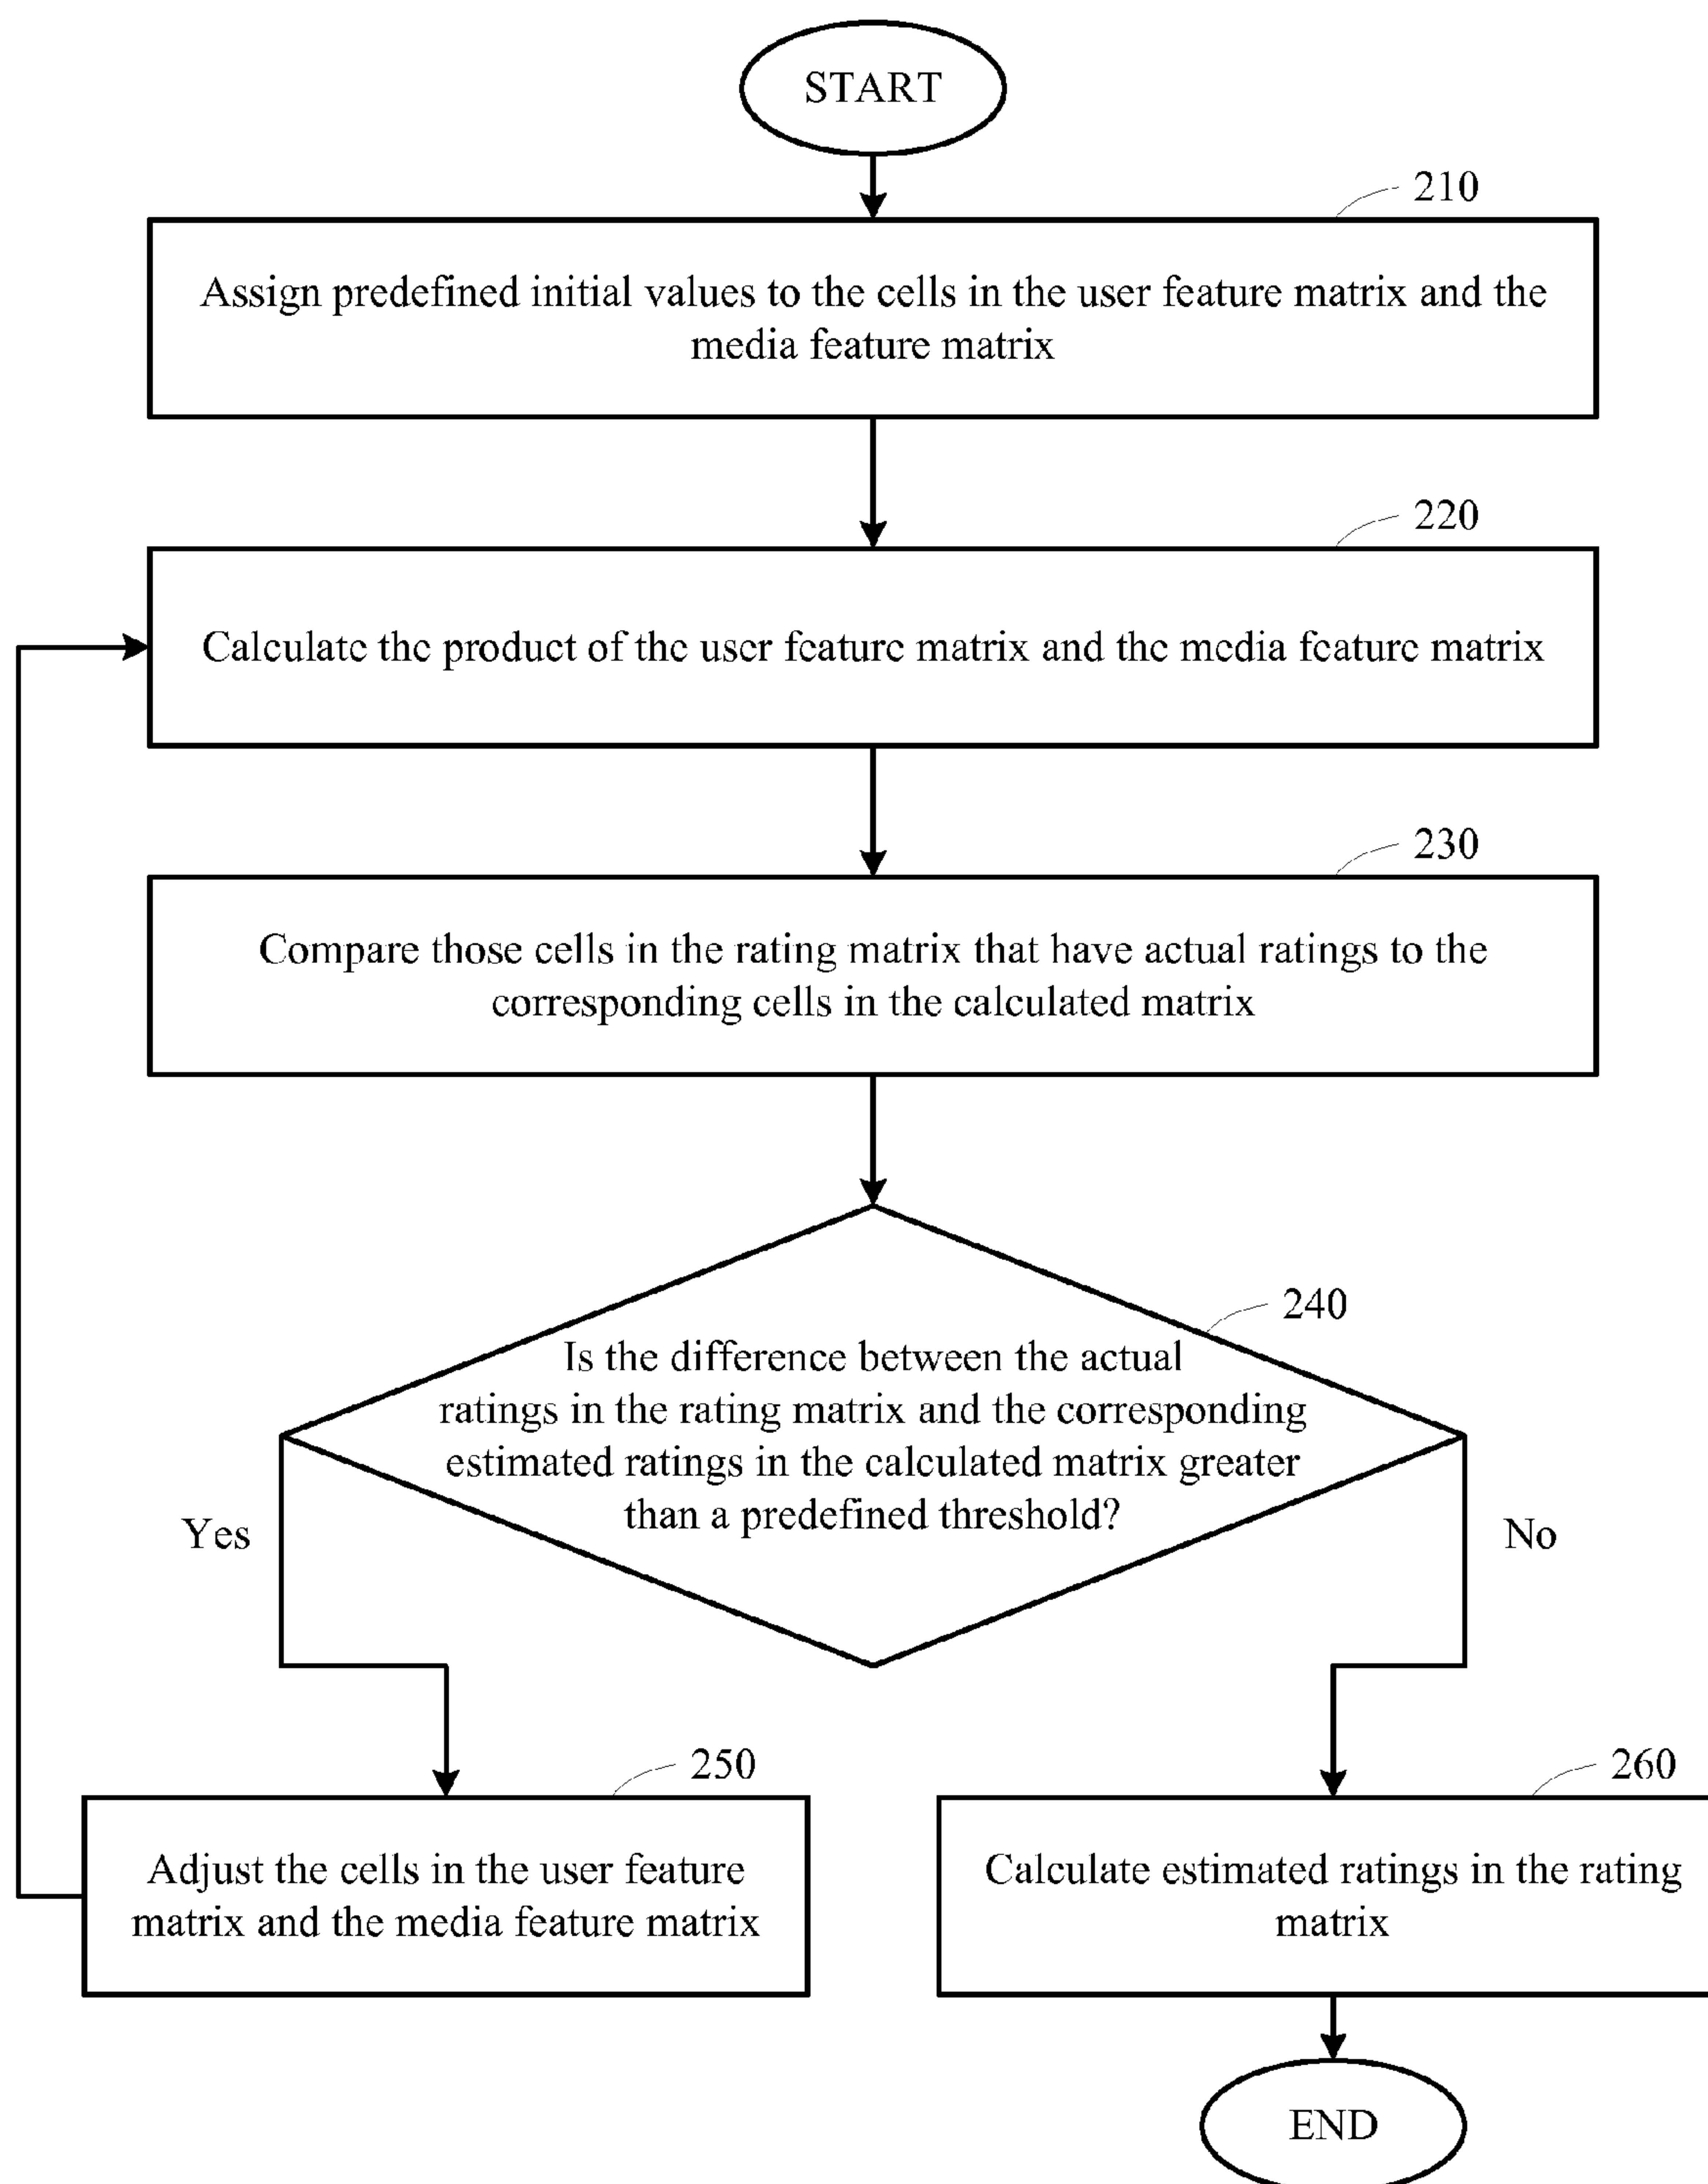 START
210
Assign predefined initial values to the cells in the user feature matrix and the
media feature matrix
220
Calculate the product of the user feature matrix and the media feature matrix
230
Compare those cells in the rating matrix that have actual ratings to the
corresponding cells in the calculated matrix
240
Is the difference between the actual
ratings in the rating matrix and the corresponding
estimated ratings in the calculated matrix greater
than a predefined threshold?
Yes
No
250
Adjust the cells in the user feature
matrix and the media feature matrix
260
Calculate estimated ratings in the rating
matrix
END